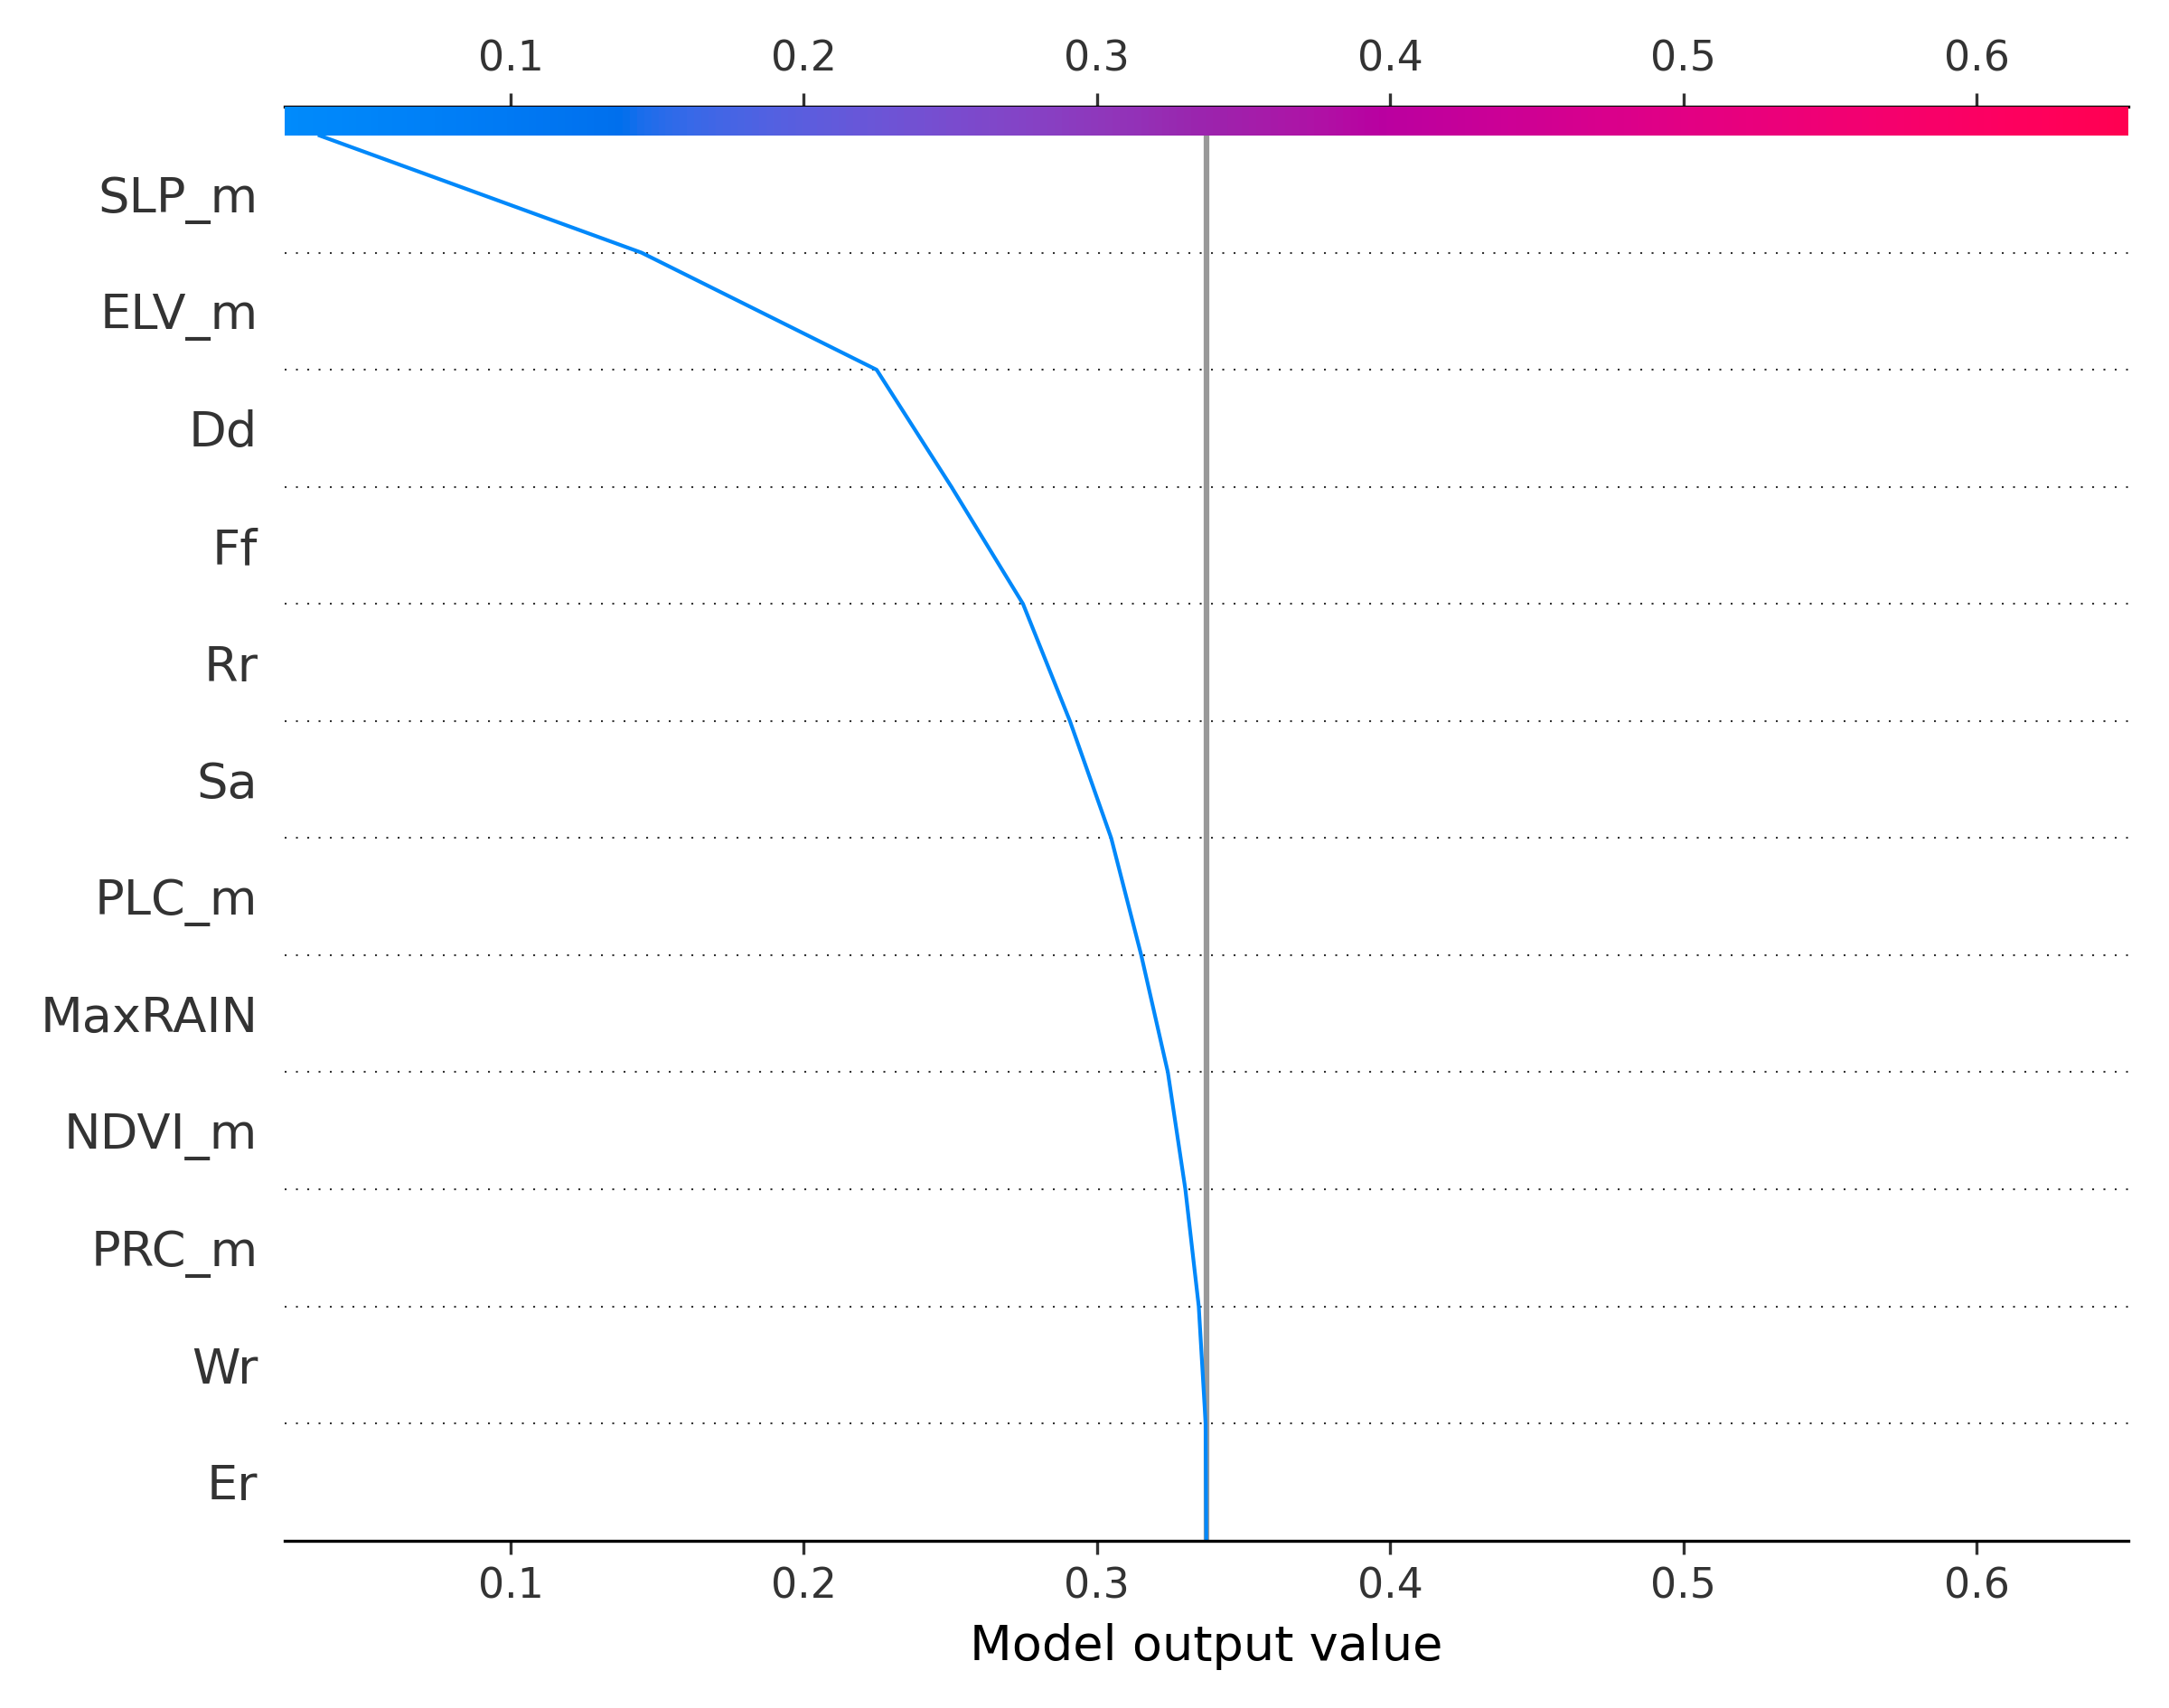 0.1 0.2 0.3 0.4 0.5 0.6
SLP_m
ELV_m
Dd
Ff
Rr
Sa
PLC_m
MaxRAIN
NDVI_m
PRC_m
Wr
Er
0.1 0.2 0.3 0.4 0.5 0.6
Model output value